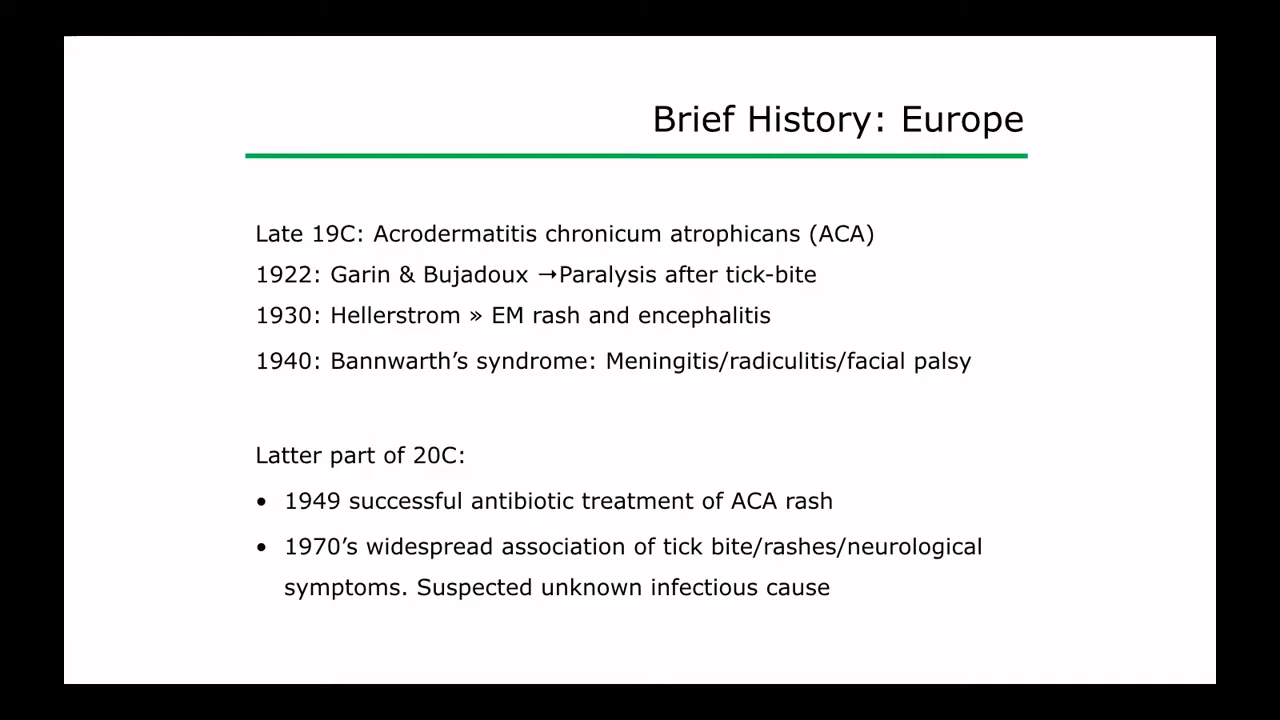 Brief History: Europe
Late 19C: Acrodermatitis chronicum atrophicans (ACA)
1922: Garin & Bujadoux →Paralysis after tick-bite
1930: Hellerstrom » EM rash and encephalitis
1940: Bannwarth’s syndrome: Meningitis/radiculitis/facial palsy
Latter part of 20C:
• 1949 successful antibiotic treatment of ACA rash
• 1970’s widespread association of tick bite/rashes/neurological
symptoms. Suspected unknown infectious cause